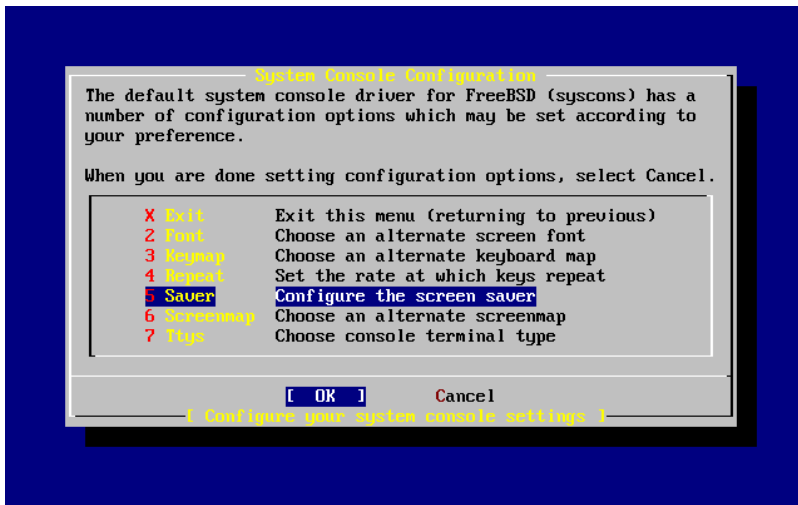 System Console Configuration
The default system console driver for FreeBSD (syscons) has a
number of configuration options which may be set according to
your preference.
When you are done setting configuration options, select Cancel.
X Exit Exit this menu (returning to previous)
2 Font Choose an alternate screen font
3 Keymap Choose an alternate keyboard map
4 Repeat Set the rate at which keys repeat
5 Saver Configure the screen saver
6 Screenmap Choose an alternate screenmap
7 Ttys Choose console terminal type
[ OK ] Cancel
[ Configure your system console settings ]